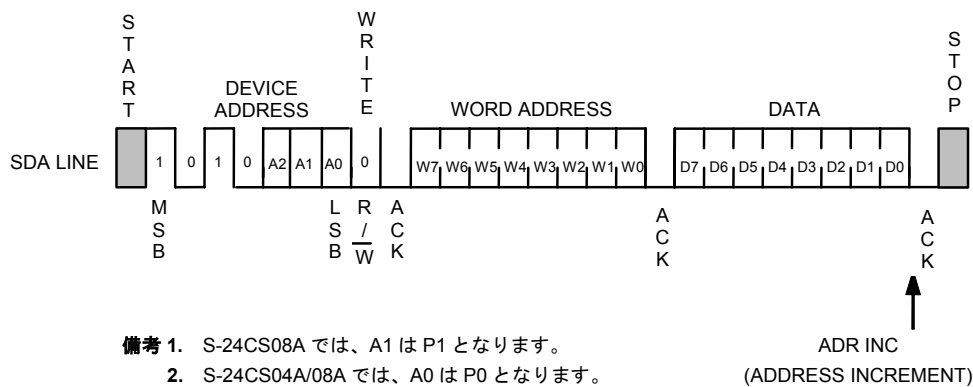 START
WRITE
STOP
DEVICE
ADDRESS
WORD ADDRESS
DATA
SDA LINE
1 0 1 0 A2 A1 A0 0
W7 W6 W5 W4 W3 W2 W1 W0
D7 D6 D5 D4 D3 D2 D1 D0
MSB
LSB
R/W
ACK
ACK
ACK
備考 1. S-24CS08A では、A1 は P1 となります。
2. S-24CS04A/08A では、A0 は P0 となります。
ADR INC
(ADDRESS INCREMENT)